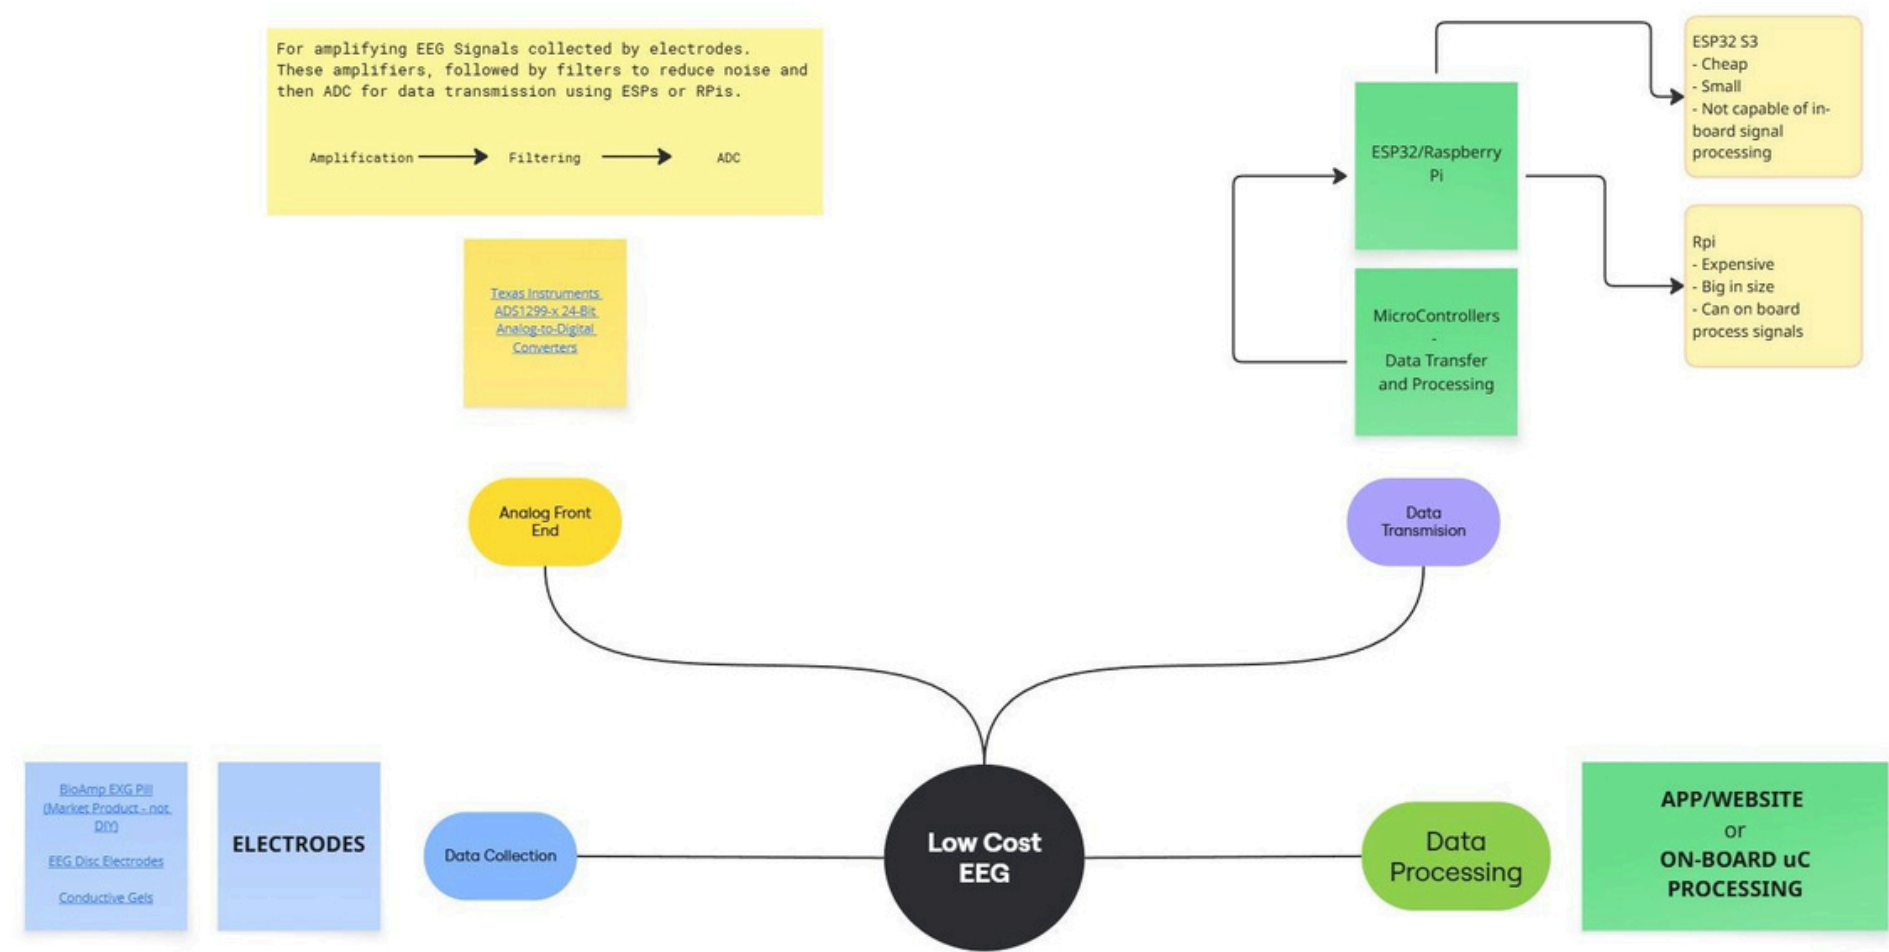 For amplifying EEG Signals collected by electrodes.
These amplifiers, followed by filters to reduce noise and
then ADC for data transmission using ESPs or RPis.
Amplification
Filtering
ADC
Texas Instruments
ADS1299-x 24-Bit
Analog-to-Digital
Converters
Analog Front
End
ESP32/Raspberry
Pi
MicroControllers
-
Data Transfer
and Processing
ESP32 S3
- Cheap
- Small
- Not capable of in-
board signal
processing
Rpi
- Expensive
- Big in size
- Can on board
process signals
Data
Transmision
BioAmp EXG Pill
(Market Product - not
DIY)
EEG Disc Electrodes
Conductive Gels
ELECTRODES
Data Collection
Low Cost
EEG
Data
Processing
APP/WEBSITE
or
ON-BOARD uC
PROCESSING